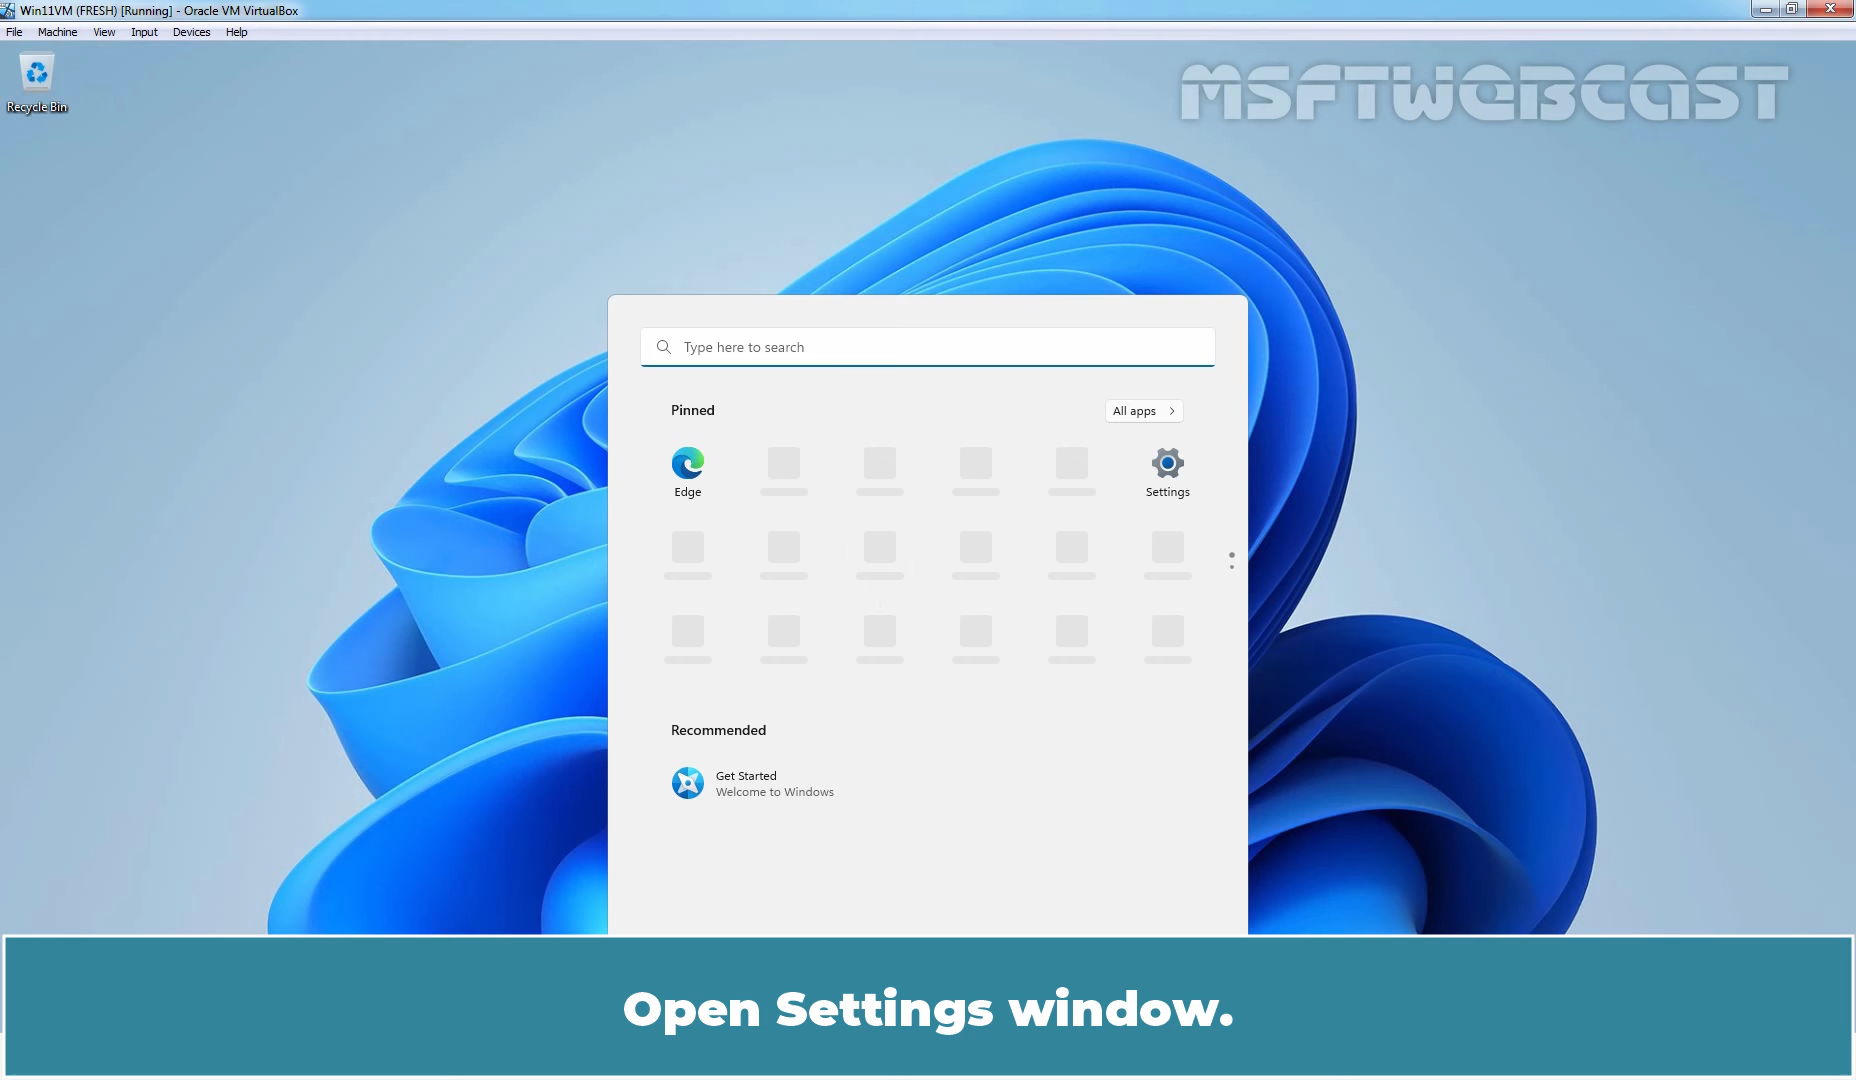 Win11VM (FRESH) [Running] - Oracle VM VirtualBox
File Machine View Input Devices Help
MSFTWEBCAST
Recycle Bin
Type here to search
Pinned
All apps
Edge
Settings
Recommended
Get Started
Welcome to Windows
Open Settings window.